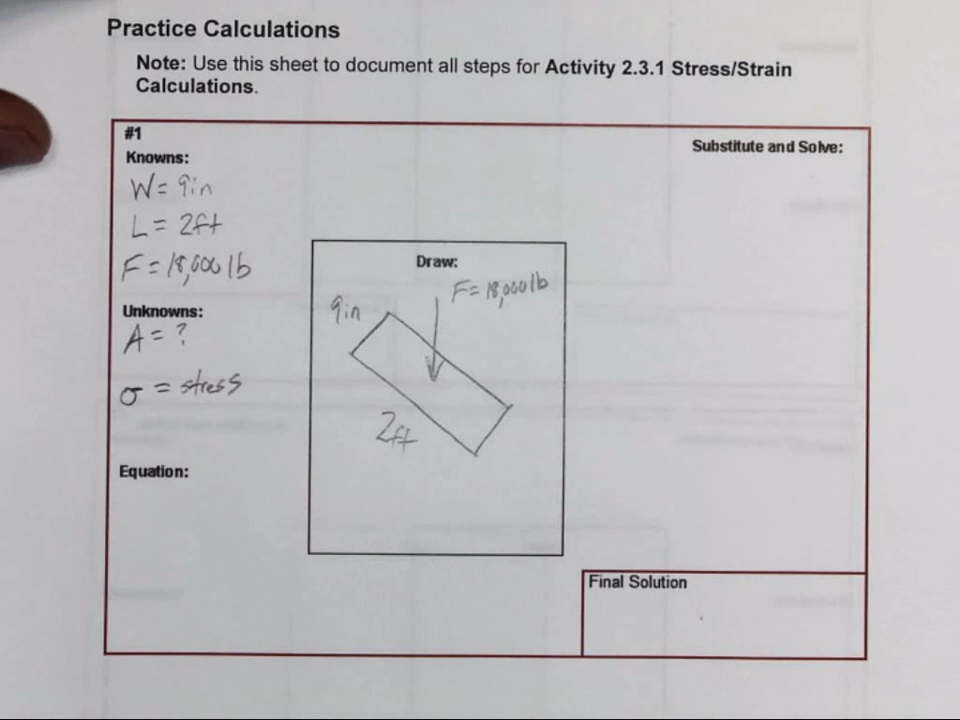 Practice Calculations
Note: Use this sheet to document all steps for Activity 2.3.1 Stress/Strain
Calculations.
#1
Substitute and Solve:
Knowns:
W = 9in
L = 2ft
F = 18,000 lb
Unknowns:
A = ?
σ = stress
Equation:
Draw:
F = 18,000 lb
9in
2ft
Final Solution